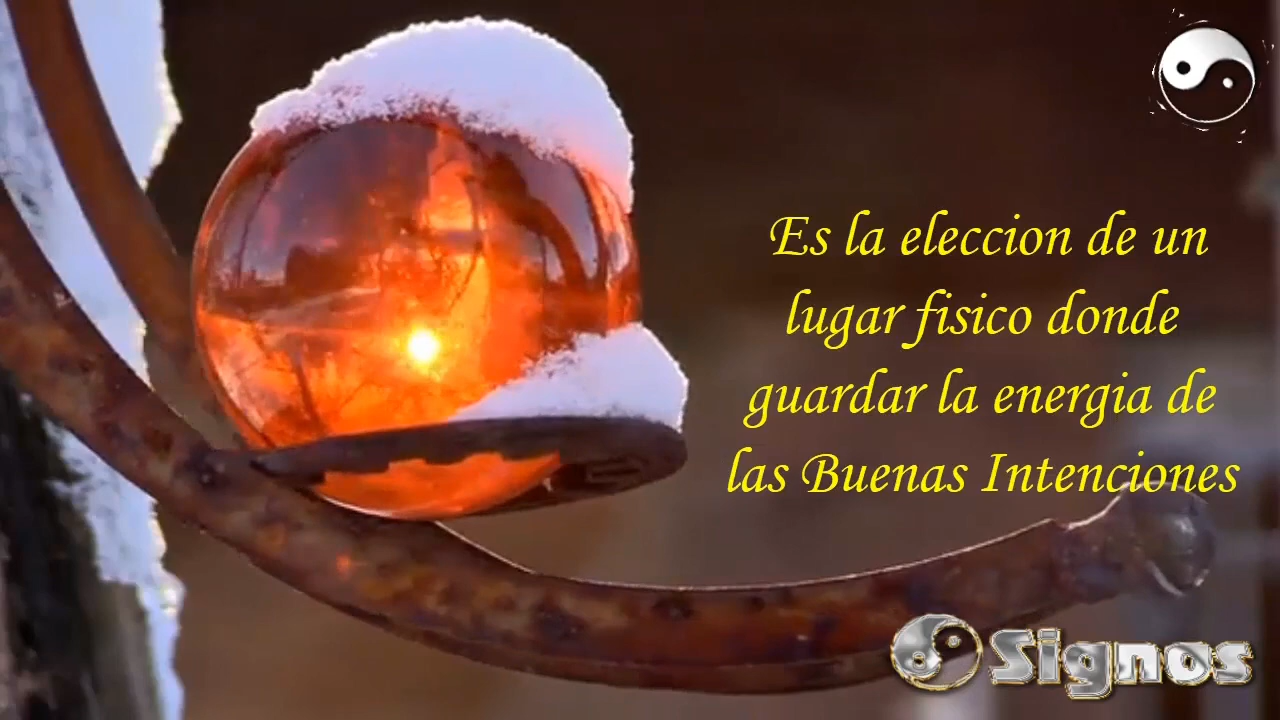 Es la eleccion de un
lugar fisico donde
guardar la energia de
las Buenas Intenciones
Signos